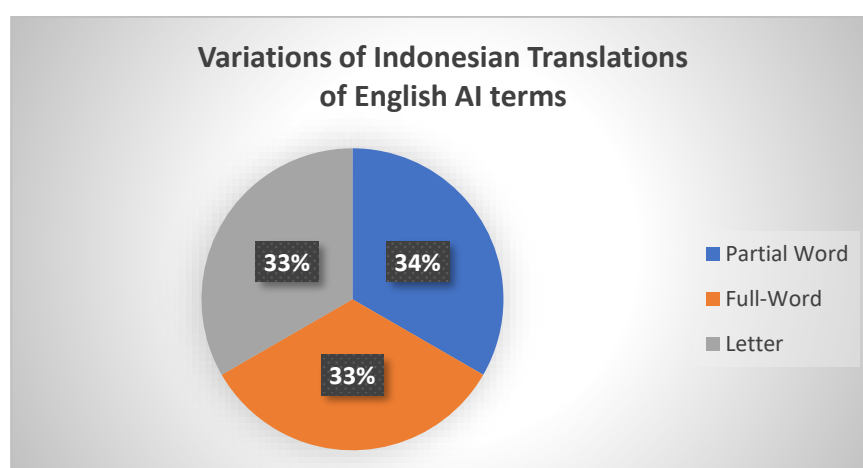 Variations of Indonesian Translations
of English AI terms
33%
34%
33%
Partial Word
Full-Word
Letter